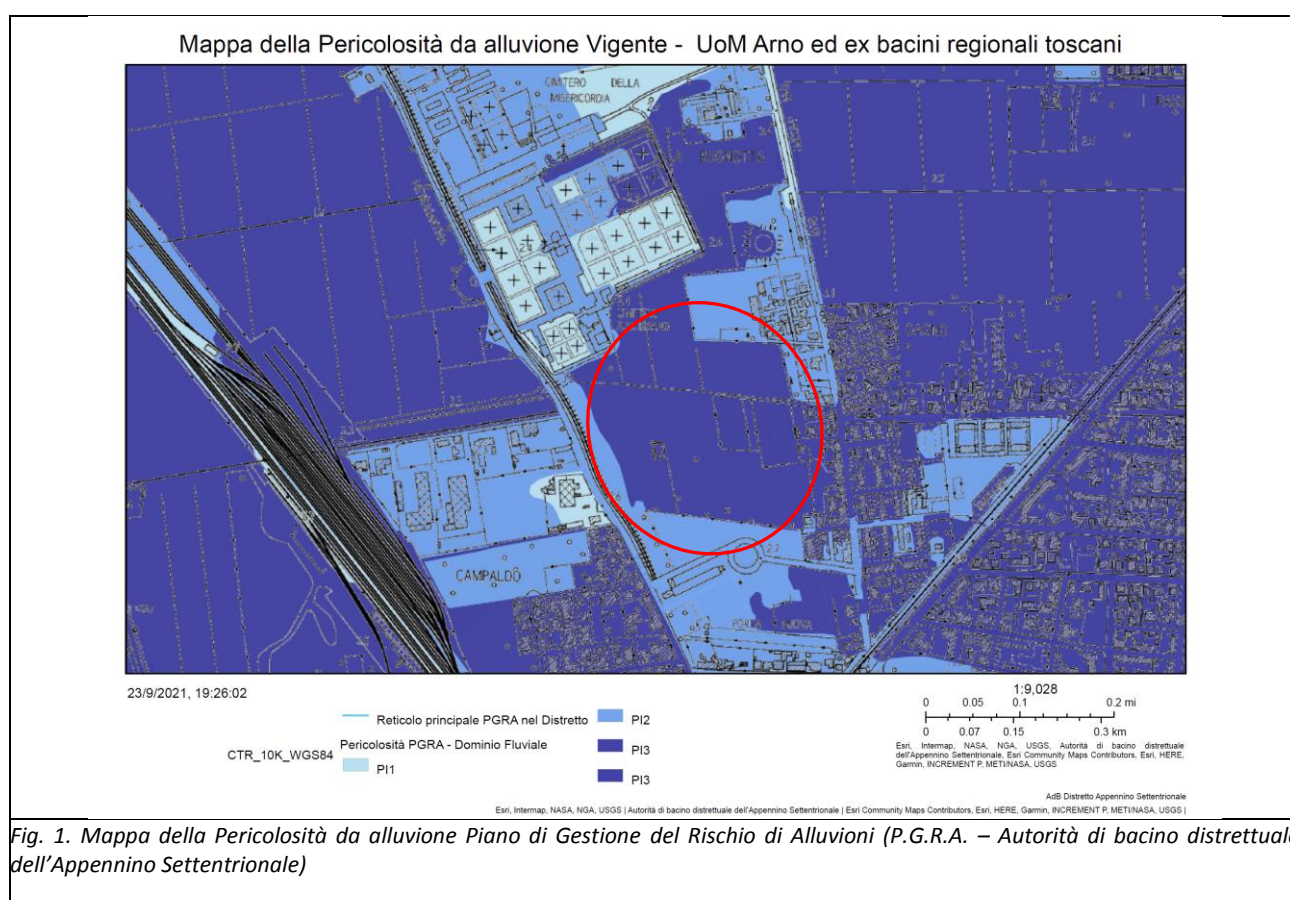 Mappa della Pericolosità da alluvione Vigente - UoM Arno ed ex bacini regionali toscani
CIMITERO DELLA
MISERICORDIA
CAMPALDO
23/9/2021, 19:26:02
1:9,028
0 0.05 0.1 0.2 mi
0 0.07 0.15 0.3 km
Reticolo principale PGRA nel Distretto
PI2
CTR_10K_WGS84
Pericolosità PGRA - Dominio Fluviale
PI3
PI1
PI3
Esri, Intermap, NASA, NGA, USGS, Autorità di bacino distrettuale
dell'Appennino Settentrionale, Esri Community Maps Contributors, Esri, HERE,
Garmin, INCREMENT P, METI/NASA, USGS
AdB Distretto Appennino Settentrionale
Esri, Intermap, NASA, NGA, USGS | Autorità di bacino distrettuale dell'Appennino Settentrionale | Esri Community Maps Contributors, Esri, HERE, Garmin, INCREMENT P, METI/NASA, USGS |
Fig. 1. Mappa della Pericolosità da alluvione Piano di Gestione del Rischio di Alluvioni (P.G.R.A. – Autorità di bacino distrettuale
dell'Appennino Settentrionale)